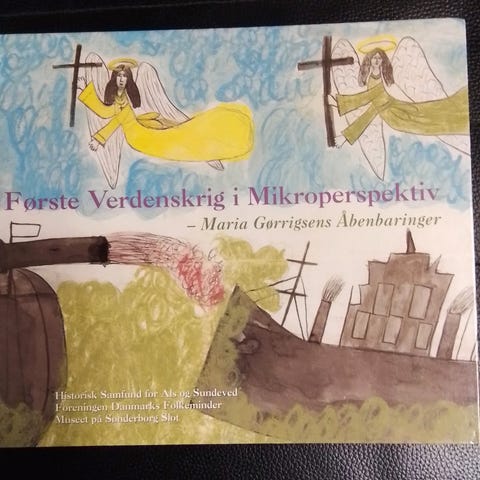 Første Verdenskrig i Mikroperspektiv
– Maria Gørrigsens Åbenbaringer
Historisk Samfund for Als og Sundeved
Foreningen Danmarks Folkeminder
Museet på Sønderborg Slot